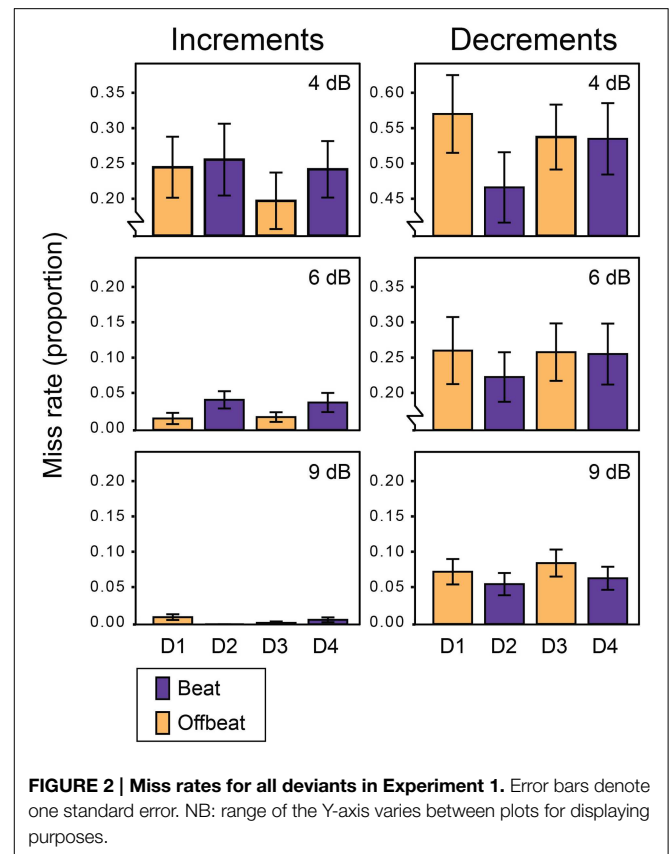 Increments Decrements
4 dB 4 dB
0.35 0.60
0.30 0.55
0.25 0.50
0.20 0.45
Miss rate (proportion)
6 dB 6 dB
0.20 0.35
0.15 0.30
0.10 0.25
0.05 0.20
0.00
9 dB 9 dB
0.20 0.20
0.15 0.15
0.10 0.10
0.05 0.05
0.00 0.00
D1 D2 D3 D4 D1 D2 D3 D4
Beat
Offbeat
FIGURE 2 | Miss rates for all deviants in Experiment 1. Error bars denote
one standard error. NB: range of the Y-axis varies between plots for displaying
purposes.